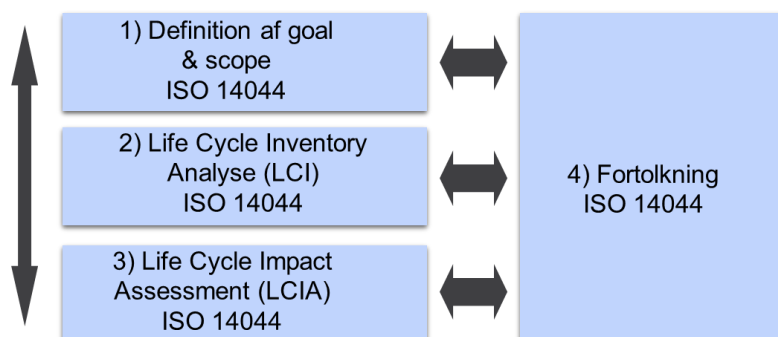 1) Definition af goal
& scope
ISO 14044
2) Life Cycle Inventory
Analyse (LCI)
ISO 14044
3) Life Cycle Impact
Assessment (LCIA)
ISO 14044
4) Fortolkning
ISO 14044